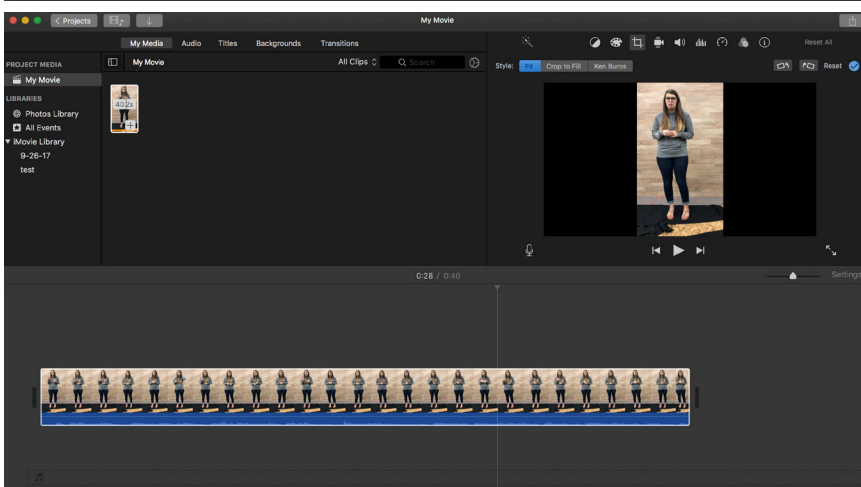 Projects
My Movie
My Media Audio Titles Backgrounds Transitions
Reset All
PROJECT MEDIA
My Movie
All Clips
Search
Style: Fit Crop to Fill Ken Burns
Reset
My Movie
LIBRARIES
Photos Library
All Events
iMovie Library
9-26-17
test
40.2s
0:28 / 0:40
Settings